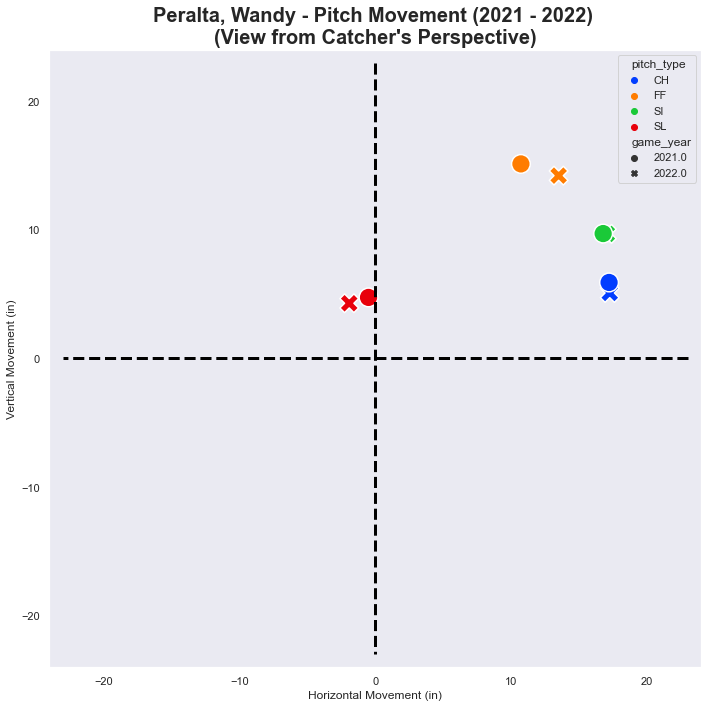 Peralta, Wandy - Pitch Movement (2021 - 2022)
(View from Catcher's Perspective)
pitch_type
CH
FF
SI
SL
game_year
2021.0
2022.0
Vertical Movement (in)
20
10
0
−10
−20
−20
−10
0
10
20
Horizontal Movement (in)